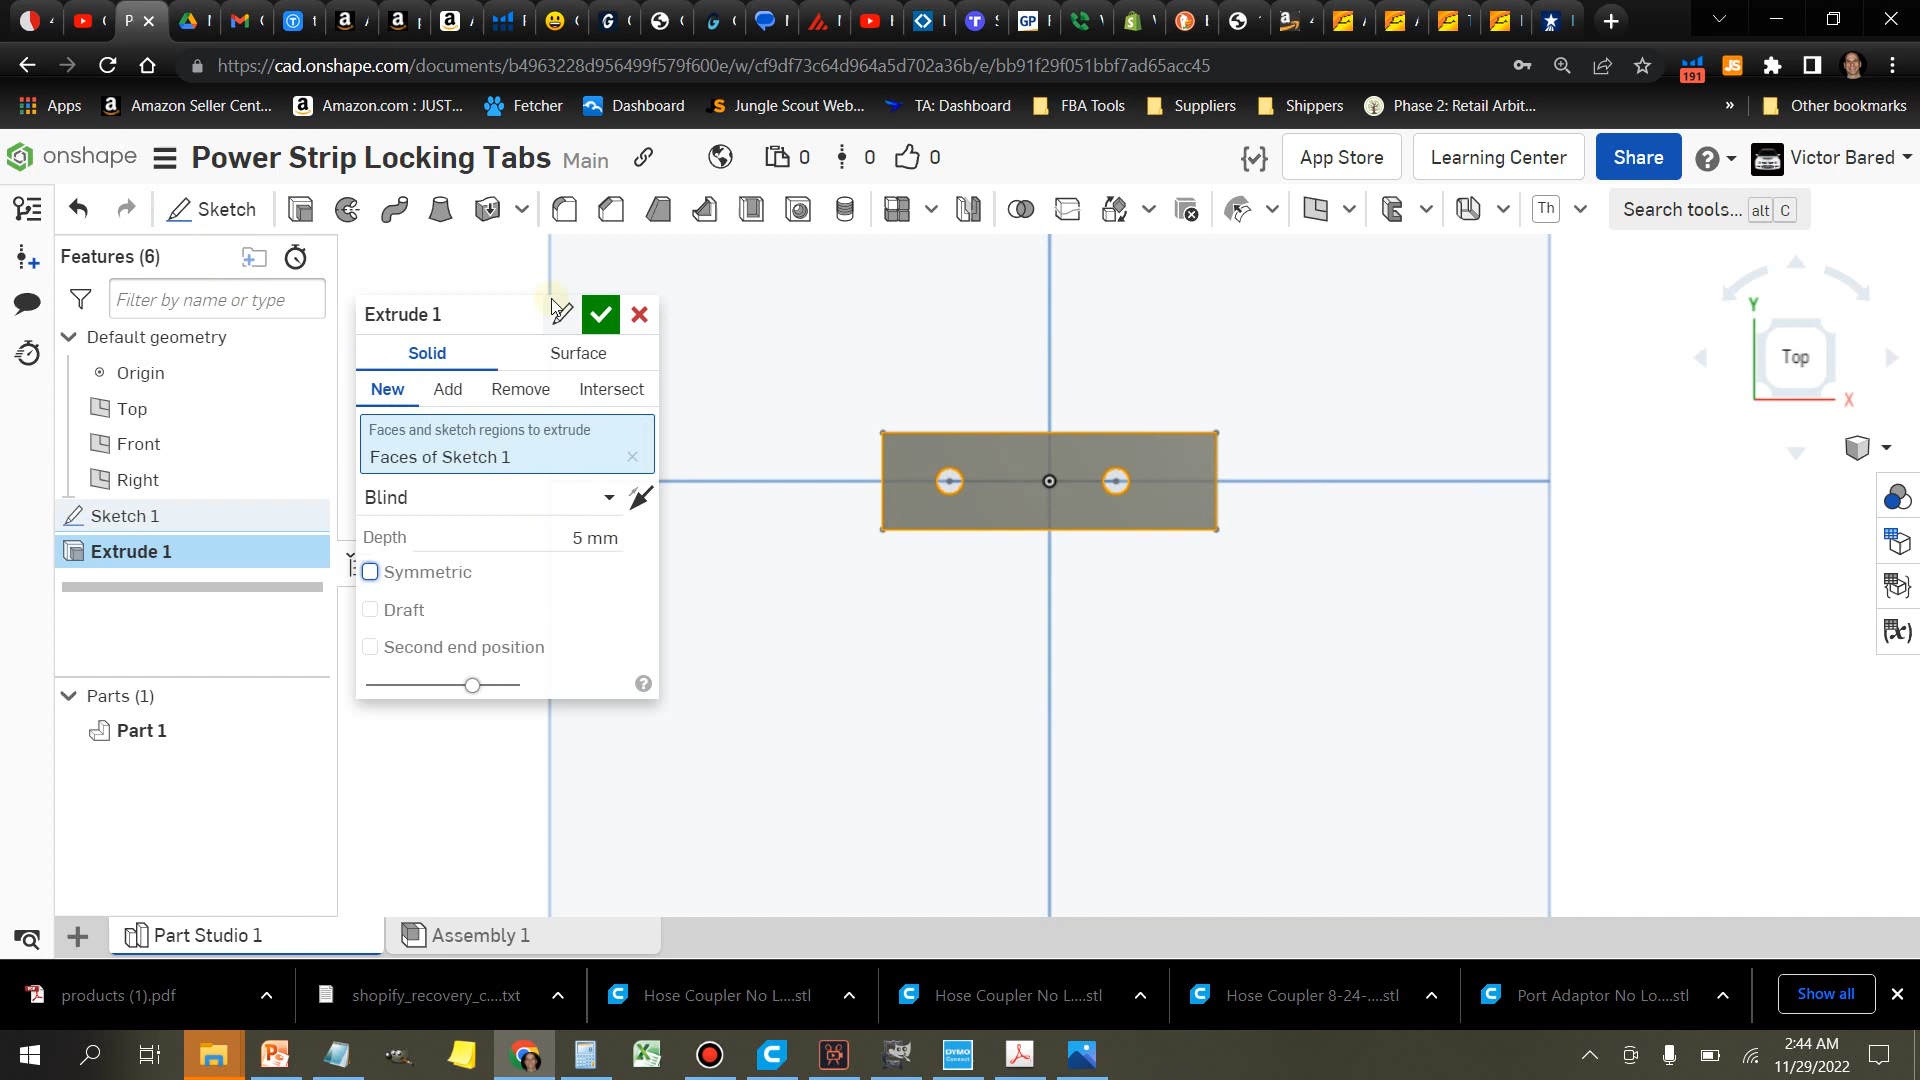 https://cad.onshape.com/documents/b4963228d956499f579f600e/w/cf9df73c64d964a5d702a36b/e/bb91f29f051bbf7ad65acc45
191
JS
Apps
Amazon Seller Cent...
Amazon.com : JUST...
Fetcher
Dashboard
Jungle Scout Web...
TA: Dashboard
FBA Tools
Suppliers
Shippers
Phase 2: Retail Arbit...
»
Other bookmarks
onshape
Power Strip Locking Tabs
Main
0
0
0
App Store
Learning Center
Share
Victor Bared
Sketch
Th
Search tools... alt C
Features (6)
Filter by name or type
Default geometry
Origin
Top
Front
Right
Sketch 1
Extrude 1
Parts (1)
Part 1
Extrude 1
Solid
Surface
New
Add
Remove
Intersect
Faces and sketch regions to extrude
Faces of Sketch 1
Blind
Depth
5 mm
Symmetric
Draft
Second end position
Y
Top
X
Part Studio 1
Assembly 1
products (1).pdf
shopify_recovery_c....txt
Hose Coupler No L....stl
Hose Coupler No L....stl
Hose Coupler 8-24-....stl
Port Adaptor No Lo....stl
Show all
DYMO
2:44 AM
11/29/2022